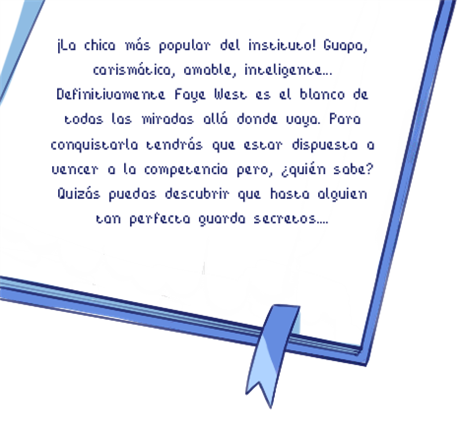 ¡La chica más popular del instituto! Guapa,
carismática, amable, inteligente...
Definitivamente Faye West es el blanco de
todas las miradas allá donde vaya. Para
conquistarla tendrás que estar dispuesta a
vencer a la competencia pero, ¿quién sabe?
Quizás puedas descubrir que hasta alguien
tan perfecta guarda secretos....